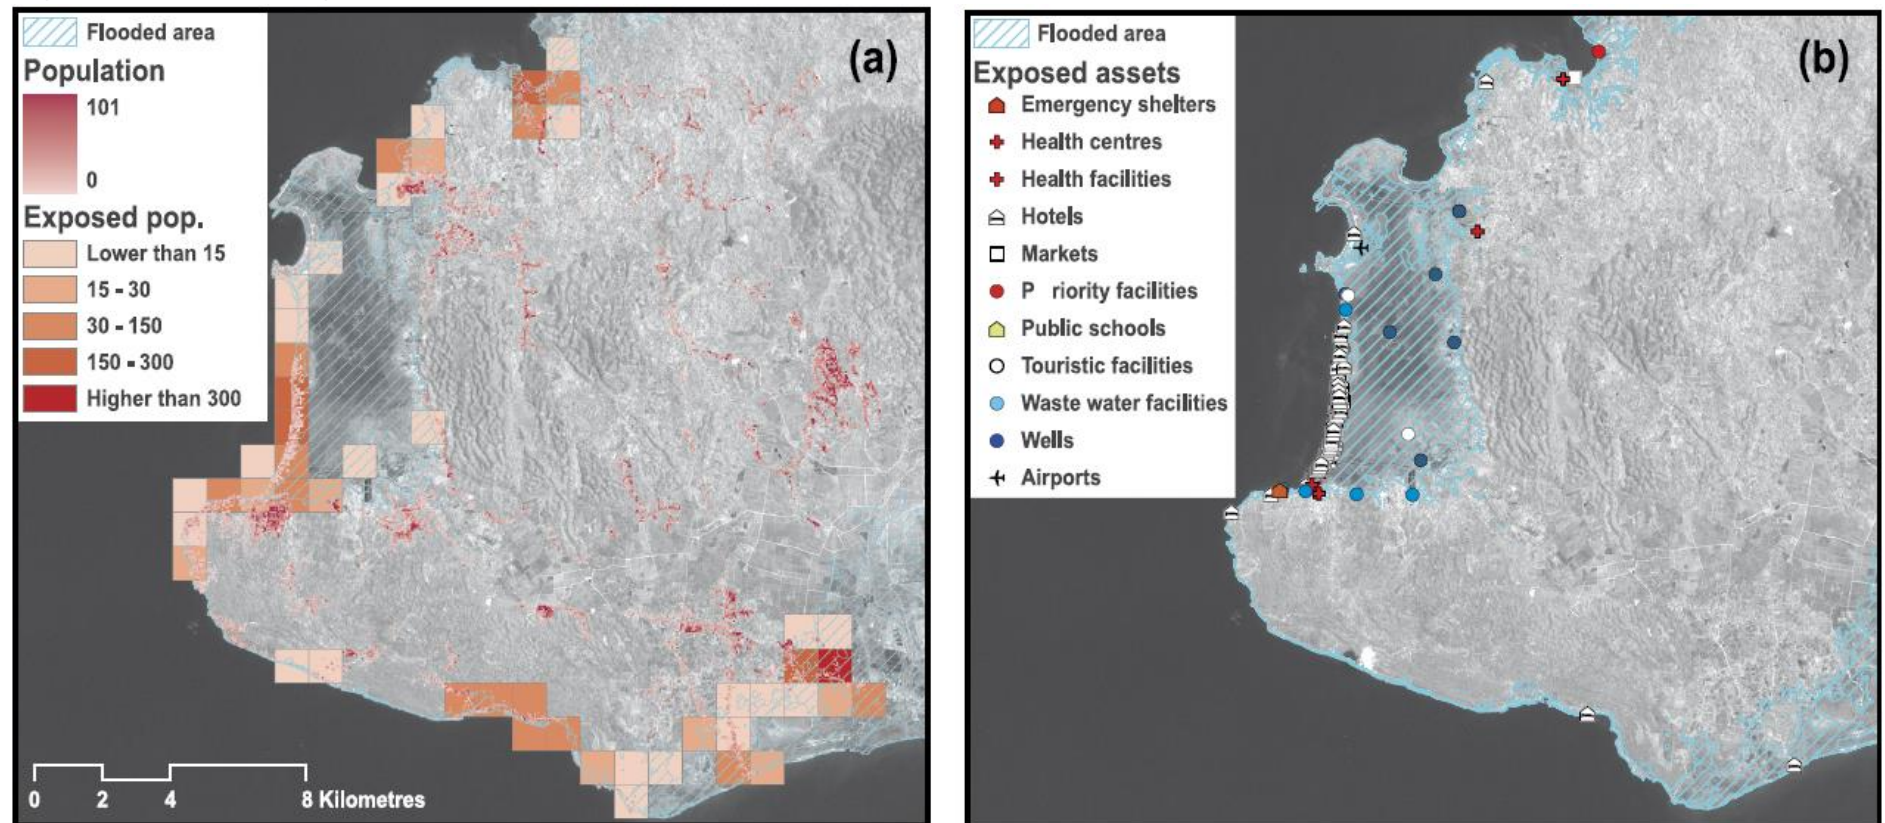 Flooded area
Population
101
0
Exposed pop.
Lower than 15
15 - 30
30 - 150
150 - 300
Higher than 300
(a)
0 2 4 8 Kilometres
Flooded area
Exposed assets
Emergency shelters
Health centres
Health facilities
Hotels
Markets
P riority facilities
Public schools
Touristic facilities
Waste water facilities
Wells
Airports
(b)